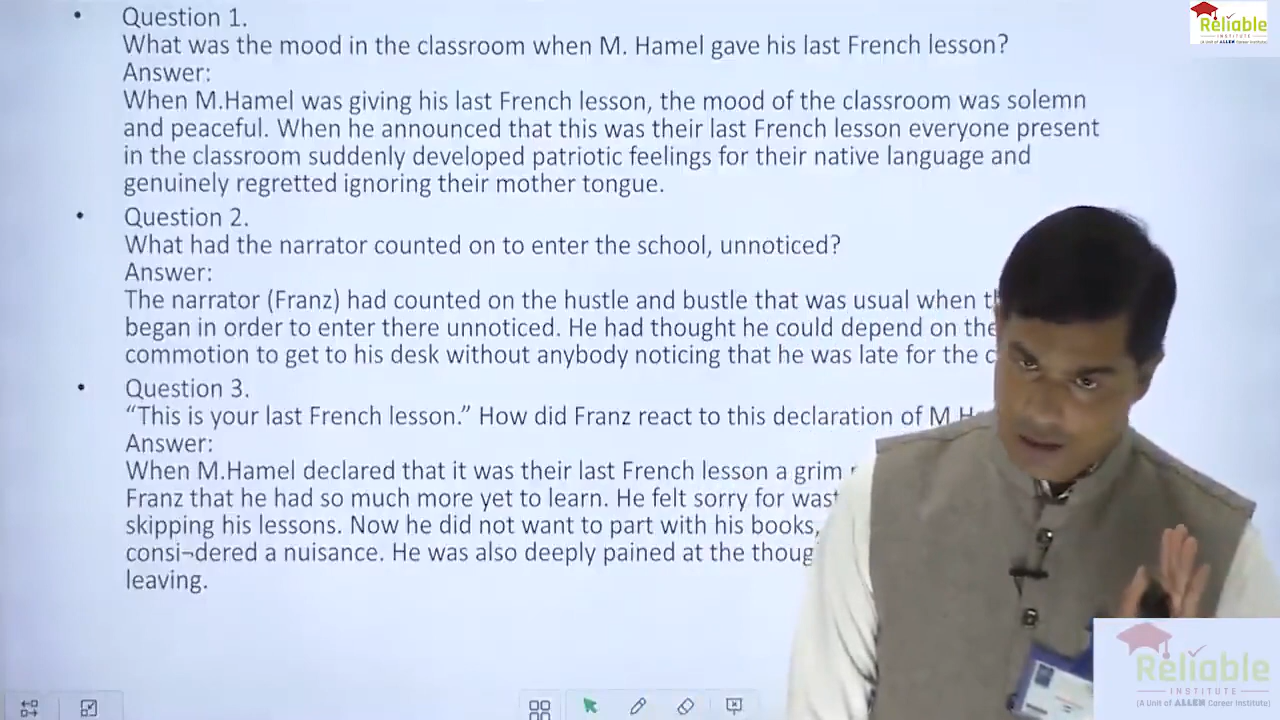 Question 1.
What was the mood in the classroom when M. Hamel gave his last French lesson?
Answer:
When M.Hamel was giving his last French lesson, the mood of the classroom was solemn
and peaceful. When he announced that this was their last French lesson everyone present
in the classroom suddenly developed patriotic feelings for their native language and
genuinely regretted ignoring their mother tongue.
Question 2.
What had the narrator counted on to enter the school, unnoticed?
Answer:
The narrator (Franz) had counted on the hustle and bustle that was usual when
began in order to enter there unnoticed. He had thought he could depend on the
commotion to get to his desk without anybody noticing that he was late for the
Question 3.
“This is your last French lesson.” How did Franz react to this declaration of M.
Answer:
When M.Hamel declared that it was their last French lesson a grim
Franz that he had so much more yet to learn. He felt sorry for
skipping his lessons. Now he did not want to part with his books,
consi¬dered a nuisance. He was also deeply pained at the
leaving.
Reliable
INSTITUTE
(A Unit of ALLEN Career Institute)
Reliable
INSTITUTE
(A Unit of ALLEN Career Institute)